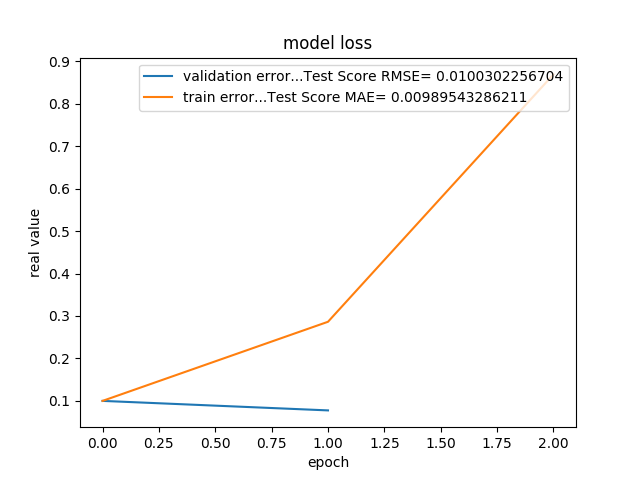 model loss
validation error...Test Score RMSE= 0.0100302256704
train error...Test Score MAE= 0.00989543286211
real value
0.9
0.8
0.7
0.6
0.5
0.4
0.3
0.2
0.1
0.00 0.25 0.50 0.75 1.00 1.25 1.50 1.75 2.00
epoch